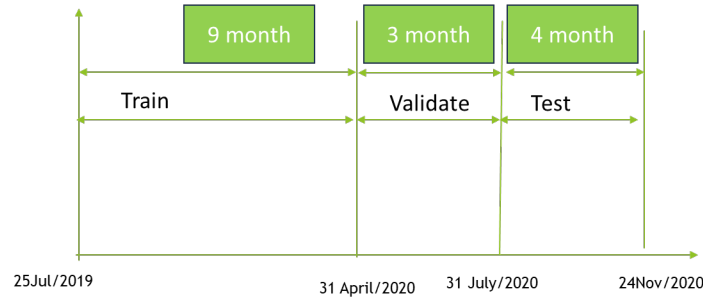 9 month
3 month
4 month
Train
Validate
Test
25Jul/2019
31 April/2020
31 July/2020
24Nov/2020